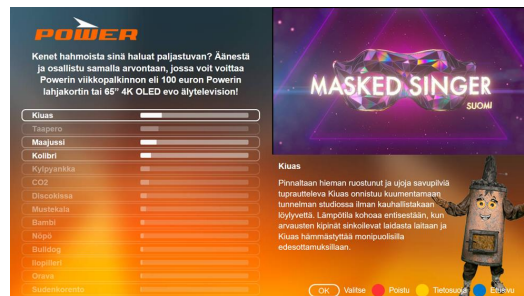 POWER
Kenet hahmoista sinä haluat paljastuvan? Äänestä
ja osallistu samalla arvontaan, jossa voit voittaa
Powerin viikkopalkinnon eli 100 euron Powerin
lahjakortin tai 65” 4K OLED evo älytelevision!
Kiuas
Taapero
Maajussi
Kolibri
Kylpyankka
CO2
Discokissa
Mustekala
Bambi
Nöpö
Bulldog
Ilopilleri
Orava
Sudenkorento
MASKED SINGER
SUOMI
Kiuas
Pinnaltaan hieman ruostunut ja ujoja savupilviä
tuprautteleva Kiuas onnistuu kuumentamaan
tunnelman studiossa ilman kauhallistakaan
löylyvettä. Lämpötila kohoaa entisestään, kun
arvausten kipinät sinkoilevat laidasta laitaan ja
Kiuas hämmästyttää monipuolisilla
edesottamuksillaan.
OK Valitse Poistu Tietosuoja Etusivu